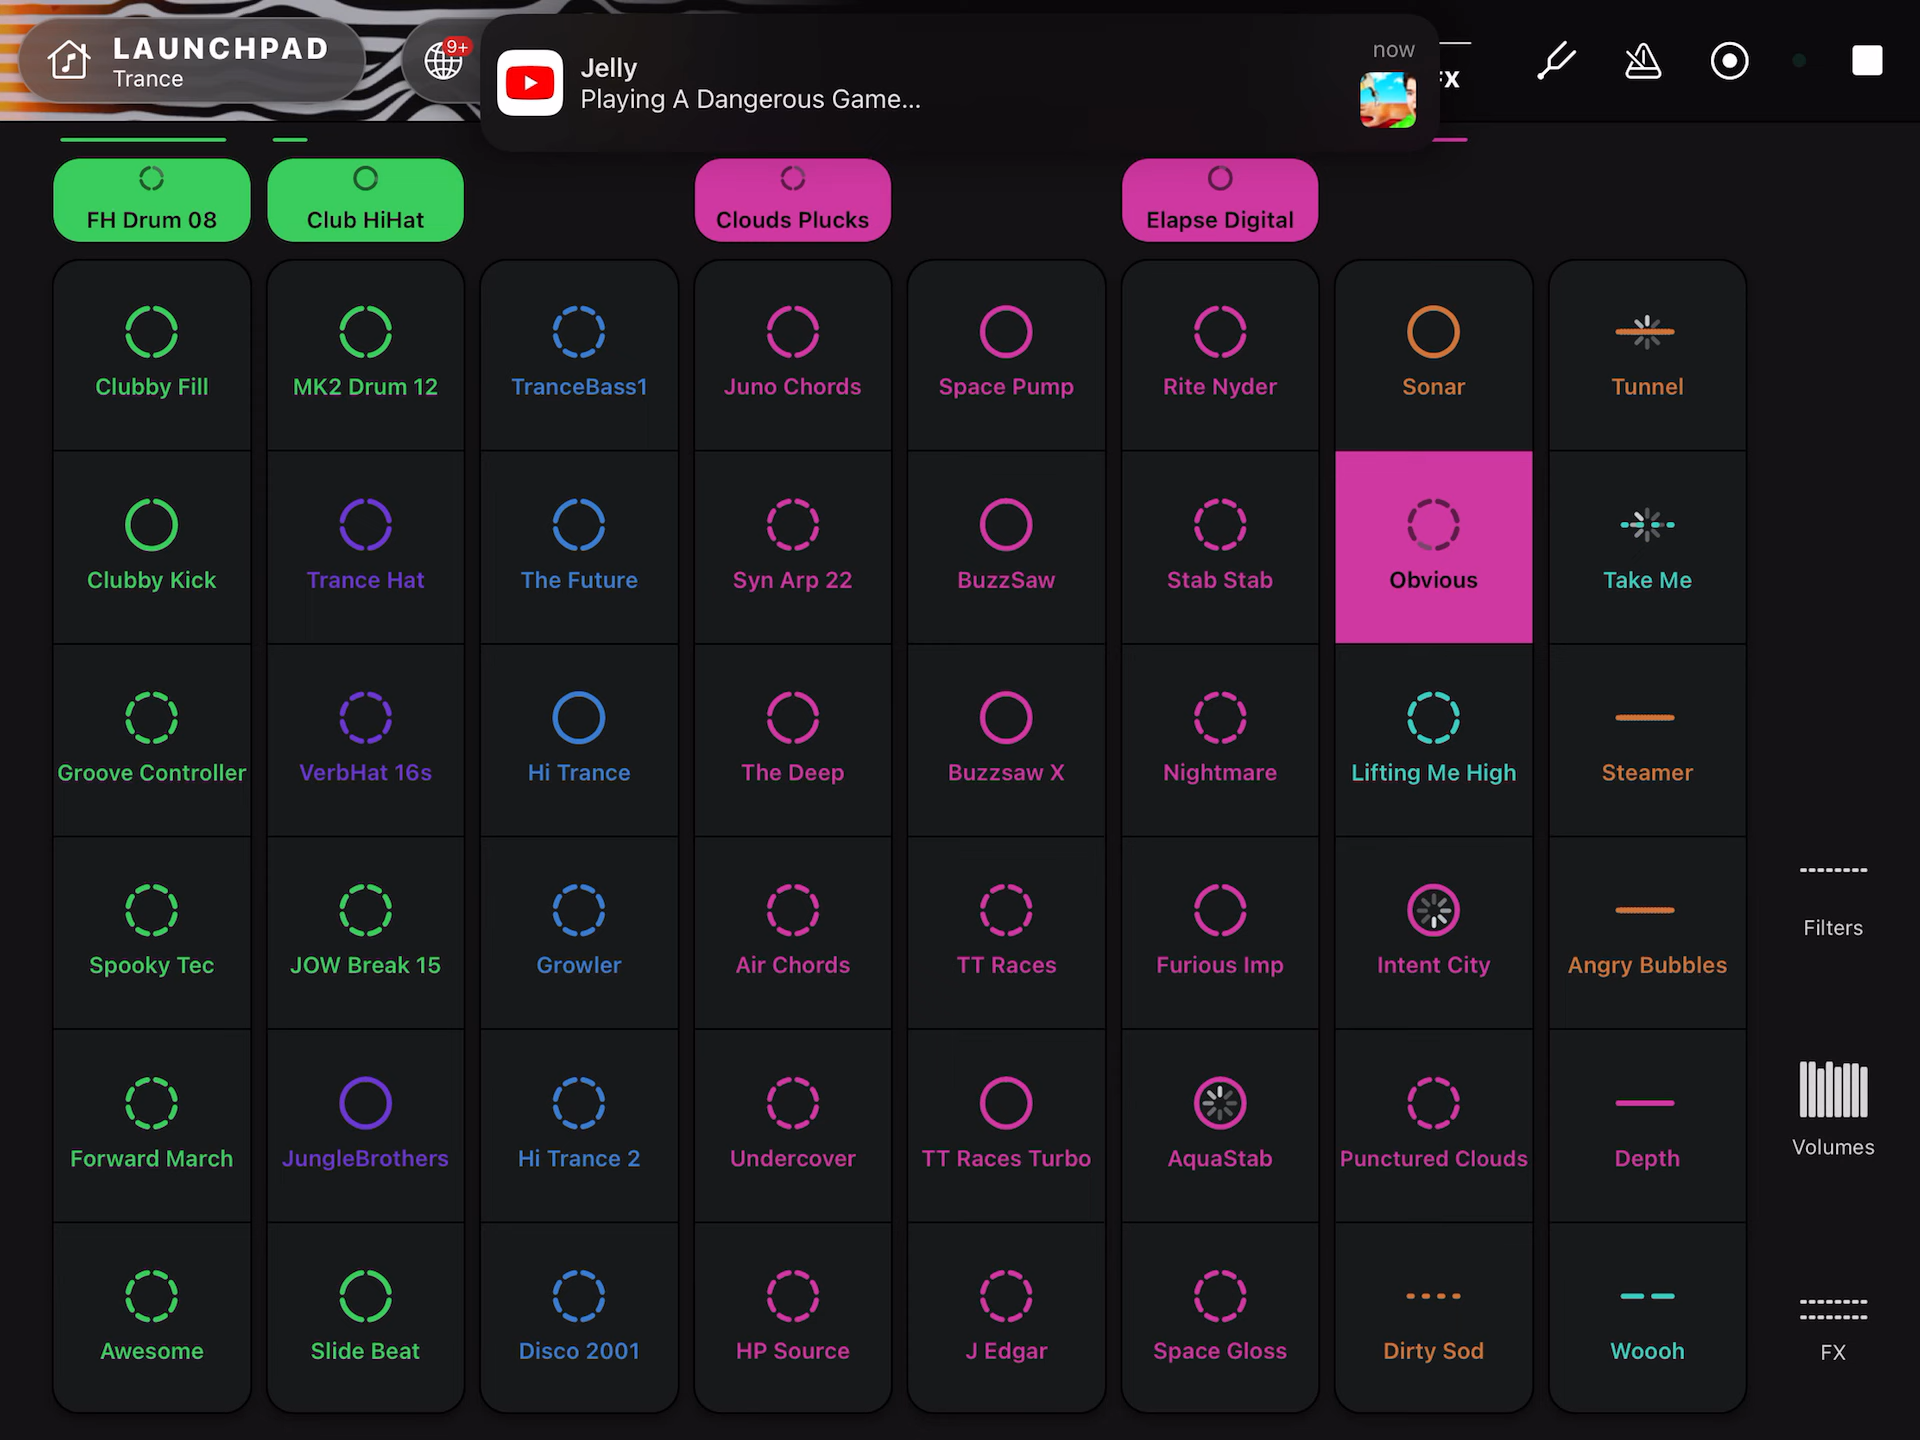 LAUNCHPAD
Trance
9+
Jelly
Playing A Dangerous Game...
now
FX
FH Drum 08
Club HiHat
Clouds Plucks
Elapse Digital
Clubby Fill
MK2 Drum 12
TranceBass1
Juno Chords
Space Pump
Rite Nyder
Sonar
Tunnel
Clubby Kick
Trance Hat
The Future
Syn Arp 22
BuzzSaw
Stab Stab
Obvious
Take Me
Groove Controller
VerbHat 16s
Hi Trance
The Deep
Buzzsaw X
Nightmare
Lifting Me High
Steamer
Spooky Tec
JOW Break 15
Growler
Air Chords
TT Races
Furious Imp
Intent City
Angry Bubbles
Filters
Forward March
JungleBrothers
Hi Trance 2
Undercover
TT Races Turbo
AquaStab
Punctured Clouds
Depth
Volumes
Awesome
Slide Beat
Disco 2001
HP Source
J Edgar
Space Gloss
Dirty Sod
Woooh
FX